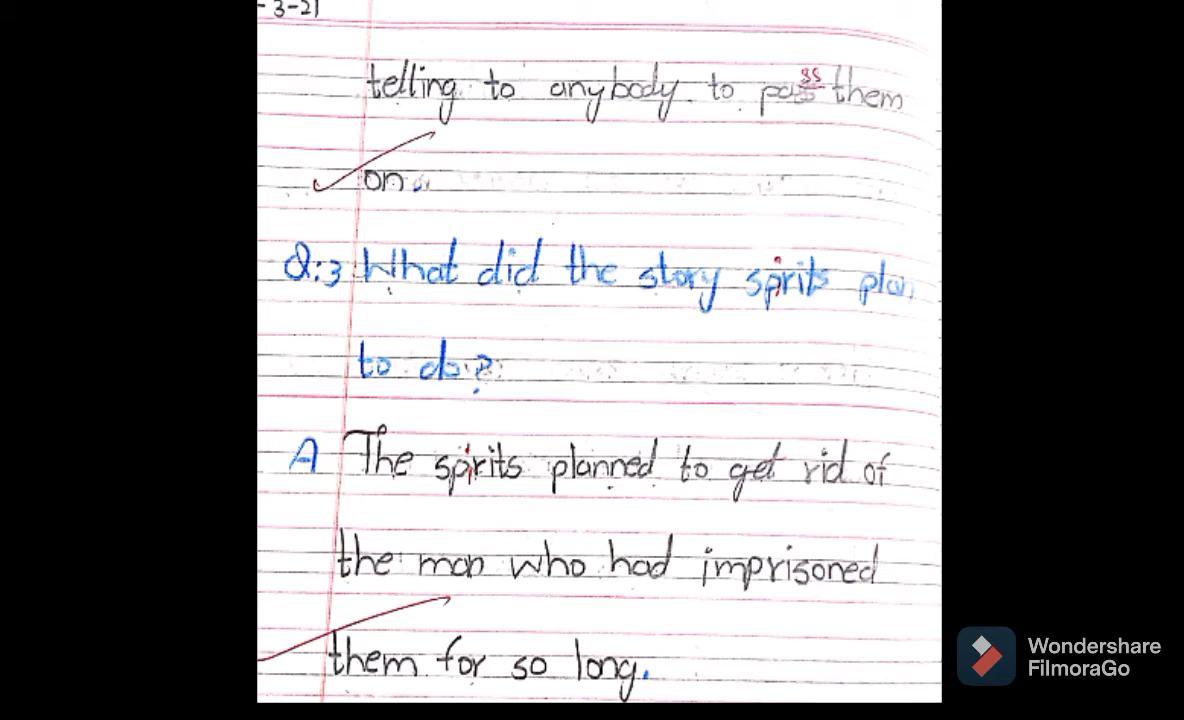 -3-21
ss
telling to anybody to pass them
on.
Q:3 What did the story spirits plan
to do?
A The spirits planned to get rid of
the man who had imprisoned
them for so long.
Wondershare
FilmoraGo